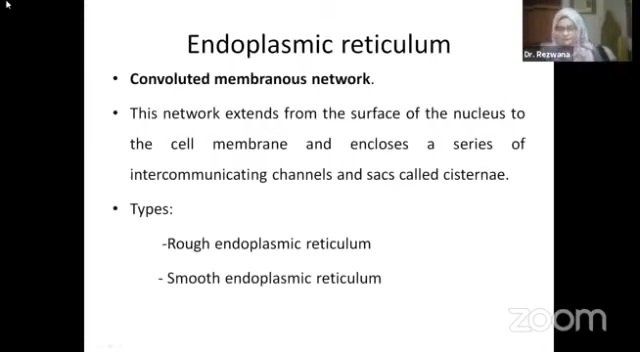 Endoplasmic reticulum
Dr. Rezwana
• Convoluted membranous network.
• This network extends from the surface of the nucleus to
the cell membrane and encloses a series of
intercommunicating channels and sacs called cisternae.
• Types:
-Rough endoplasmic reticulum
- Smooth endoplasmic reticulum
zoom